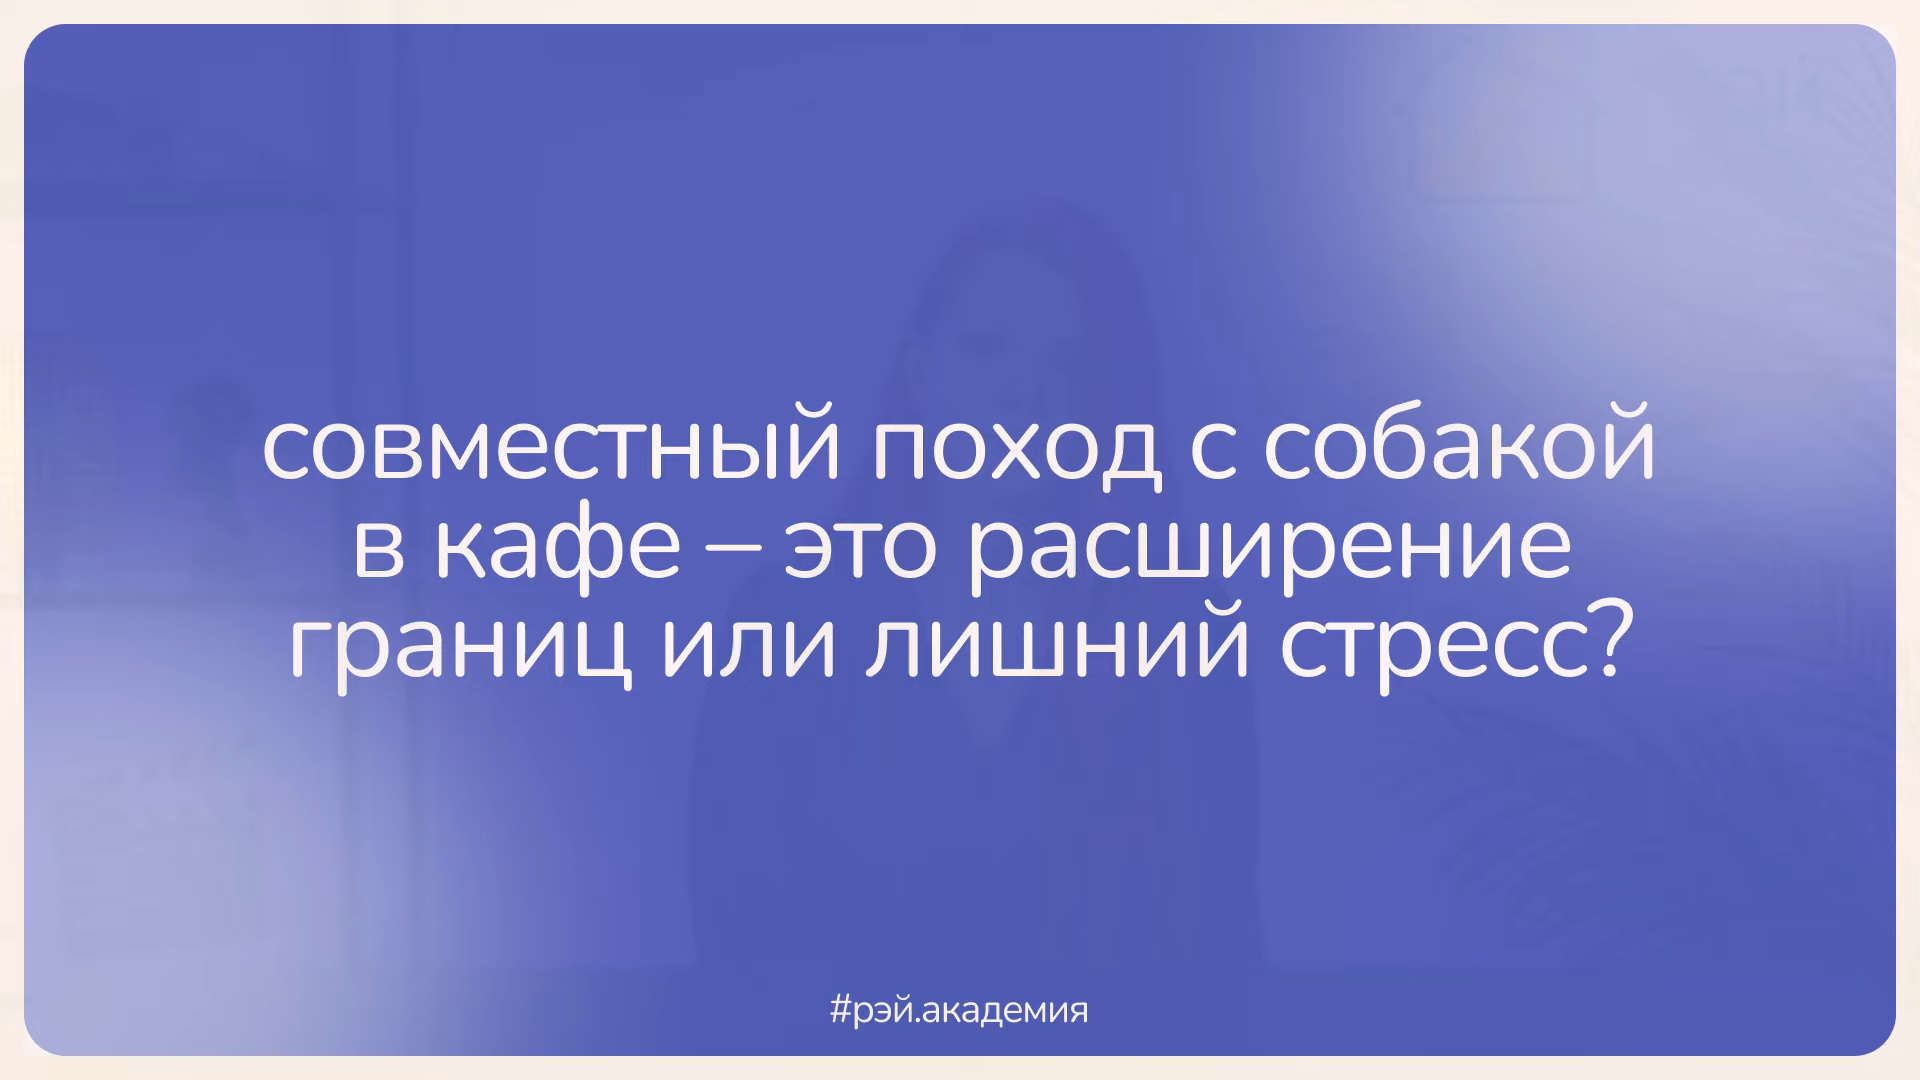 совместный поход с собакой
в кафе – это расширение
границ или лишний стресс?
#рэй.академия